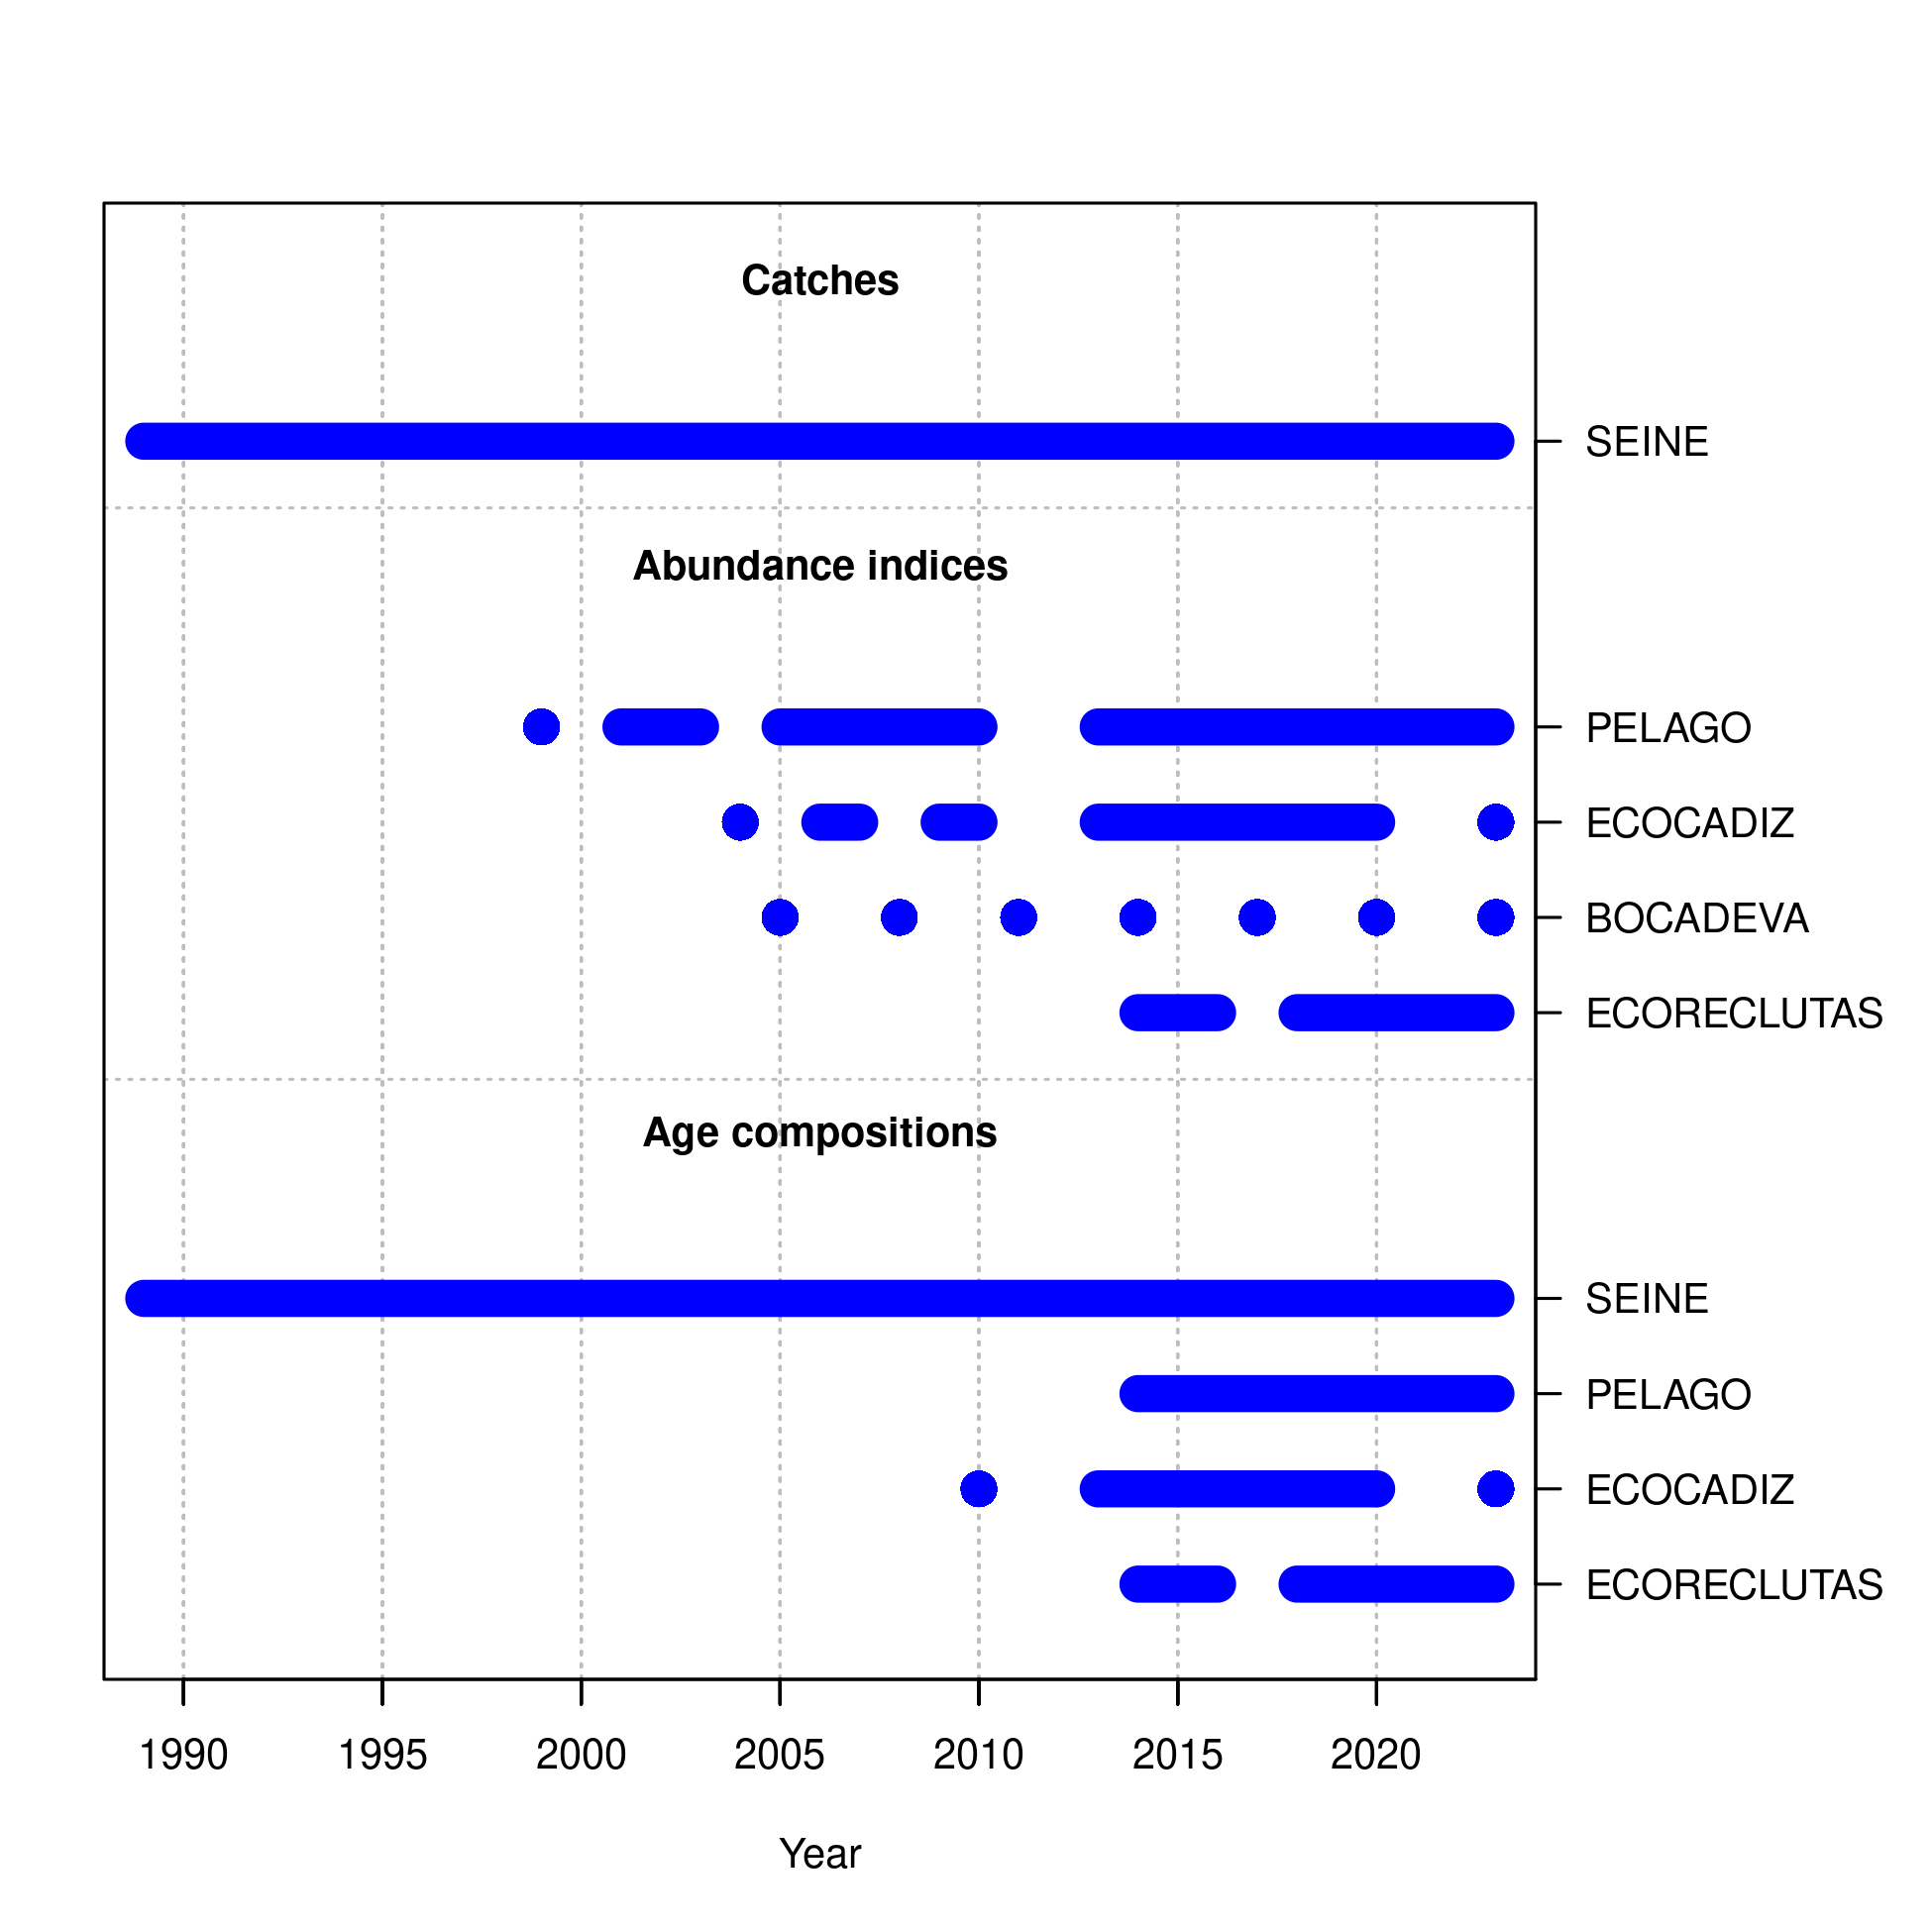 Catches
SEINE
Abundance indices
PELAGO
ECOCADIZ
BOCADEVA
ECORECLUTAS
Age compositions
SEINE
PELAGO
ECOCADIZ
ECORECLUTAS
1990 1995 2000 2005 2010 2015 2020
Year